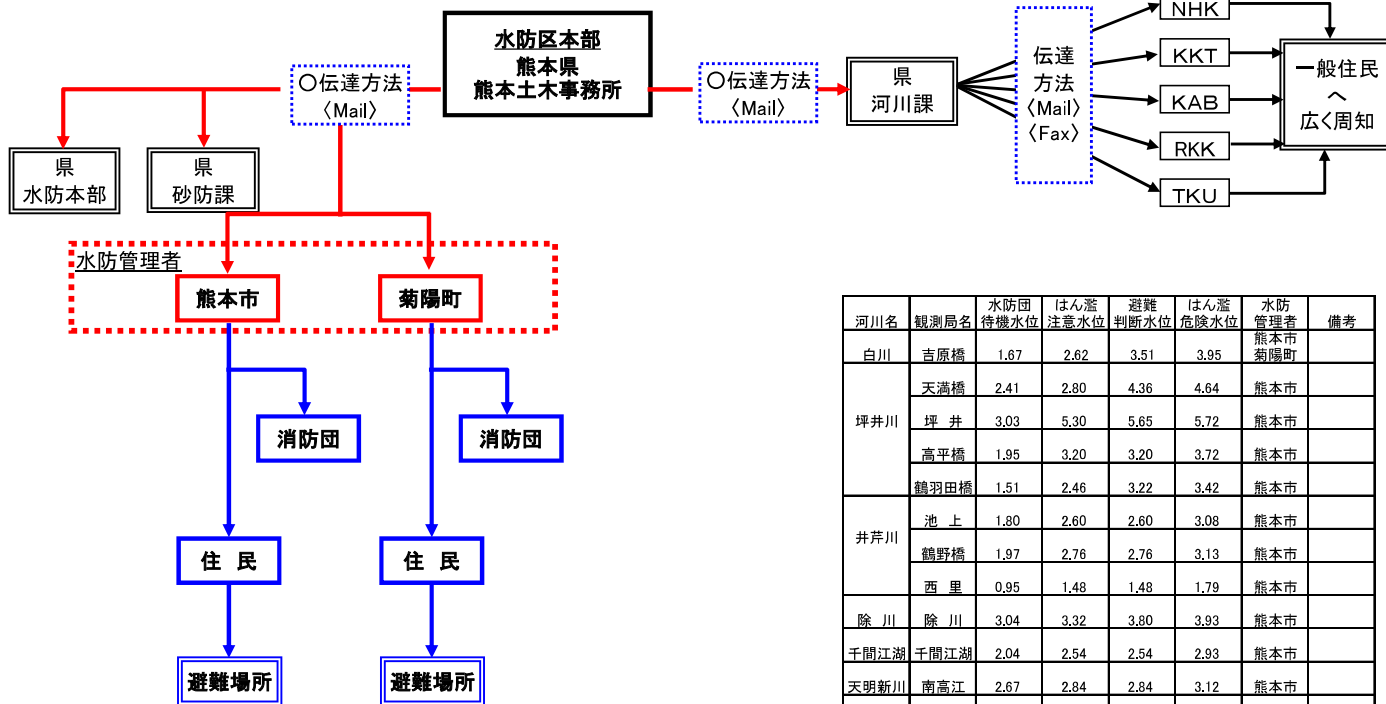 水防区本部
熊本県
熊本土木事務所
〇伝達方法
〈Mail〉
〇伝達方法
〈Mail〉
県
河川課
伝達
方法
〈Mail〉
〈Fax〉
NHK
KKT
KAB
RKK
TKU
一般住民
へ
広く周知
県
水防本部
県
砂防課
水防管理者
熊本市
菊陽町
消防団
消防団
住 民
住 民
避難場所
避難場所
河川名 観測局名 水防団待機水位 はん濫注意水位 避難判断水位 はん濫危険水位 水防管理者 備考
白川 吉原橋 1.67 2.62 3.51 3.95 熊本市 菊陽町
坪井川 天満橋 2.41 2.80 4.36 4.64 熊本市
坪 井 3.03 5.30 5.65 5.72 熊本市
高平橋 1.95 3.20 3.20 3.72 熊本市
鶴羽田橋 1.51 2.46 3.22 3.42 熊本市
井芹川 池 上 1.80 2.60 2.60 3.08 熊本市
鶴野橋 1.97 2.76 2.76 3.13 熊本市
西 里 0.95 1.48 1.48 1.79 熊本市
除 川 除 川 3.04 3.32 3.80 3.93 熊本市
千間江湖 千間江湖 2.04 2.54 2.54 2.93 熊本市
天明新川 南高江 2.67 2.84 2.84 3.12 熊本市